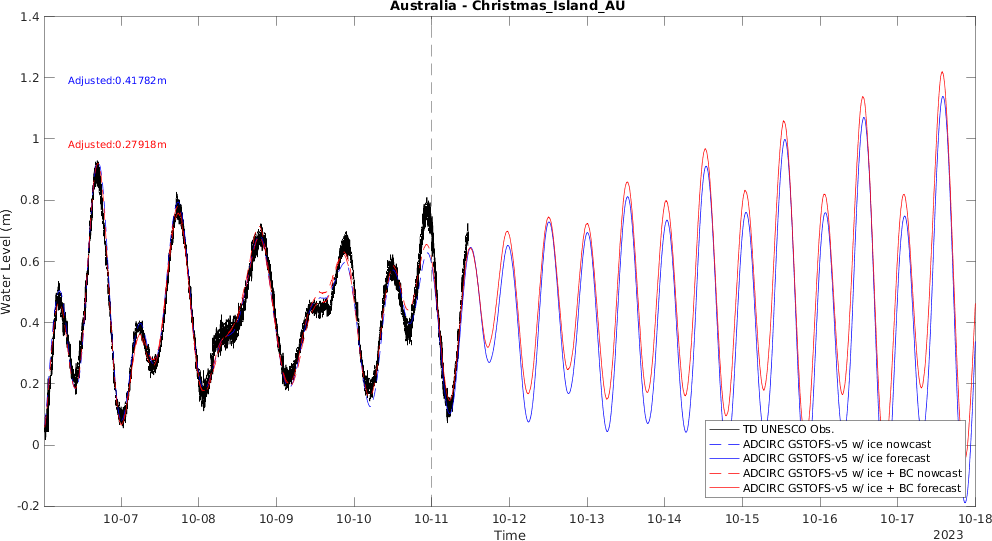 Australia - Christmas_Island_AU
1.4
1.2
1
0.8
0.6
0.4
0.2
0
-0.2
Water Level (m)
Adjusted:0.41782m
Adjusted:0.27918m
TD UNESCO Obs.
ADCIRC GSTOFS-v5 w/ ice nowcast
ADCIRC GSTOFS-v5 w/ ice forecast
ADCIRC GSTOFS-v5 w/ ice + BC nowcast
ADCIRC GSTOFS-v5 w/ ice + BC forecast
10-07 10-08 10-09 10-10 10-11 10-12 10-13 10-14 10-15 10-16 10-17 10-18
Time
2023